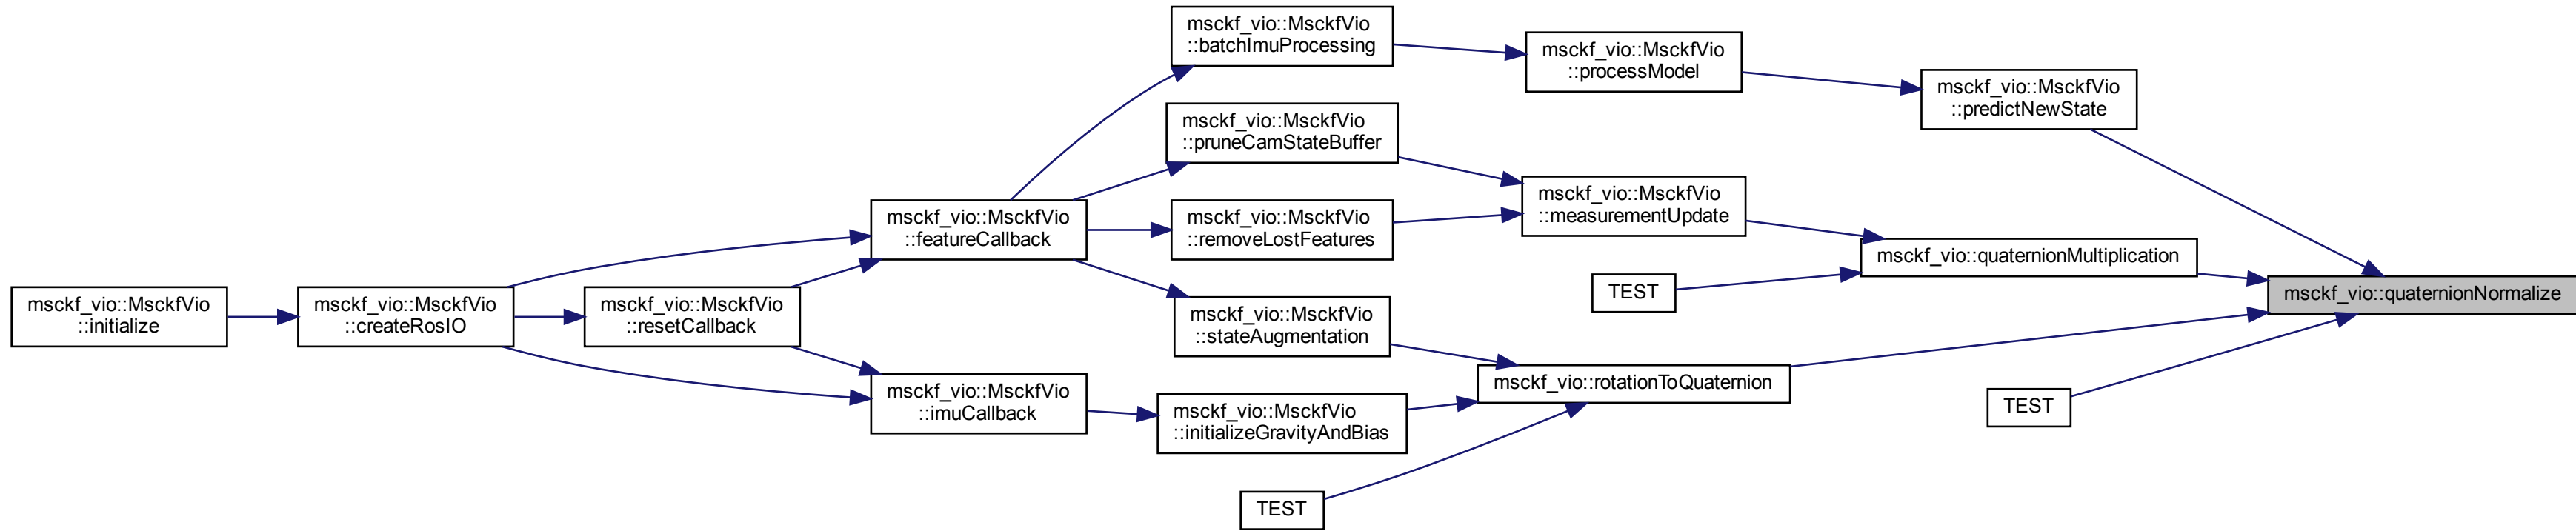 msckf_vio::MsckfVio
::initialize
msckf_vio::MsckfVio
::createRosIO
msckf_vio::MsckfVio
::resetCallback
msckf_vio::MsckfVio
::featureCallback
msckf_vio::MsckfVio
::imuCallback
msckf_vio::MsckfVio
::batchImuProcessing
msckf_vio::MsckfVio
::pruneCamStateBuffer
msckf_vio::MsckfVio
::removeLostFeatures
msckf_vio::MsckfVio
::stateAugmentation
msckf_vio::MsckfVio
::initializeGravityAndBias
TEST
msckf_vio::MsckfVio
::processModel
msckf_vio::MsckfVio
::measurementUpdate
TEST
msckf_vio::rotationToQuaternion
msckf_vio::MsckfVio
::predictNewState
msckf_vio::quaternionMultiplication
TEST
msckf_vio::quaternionNormalize